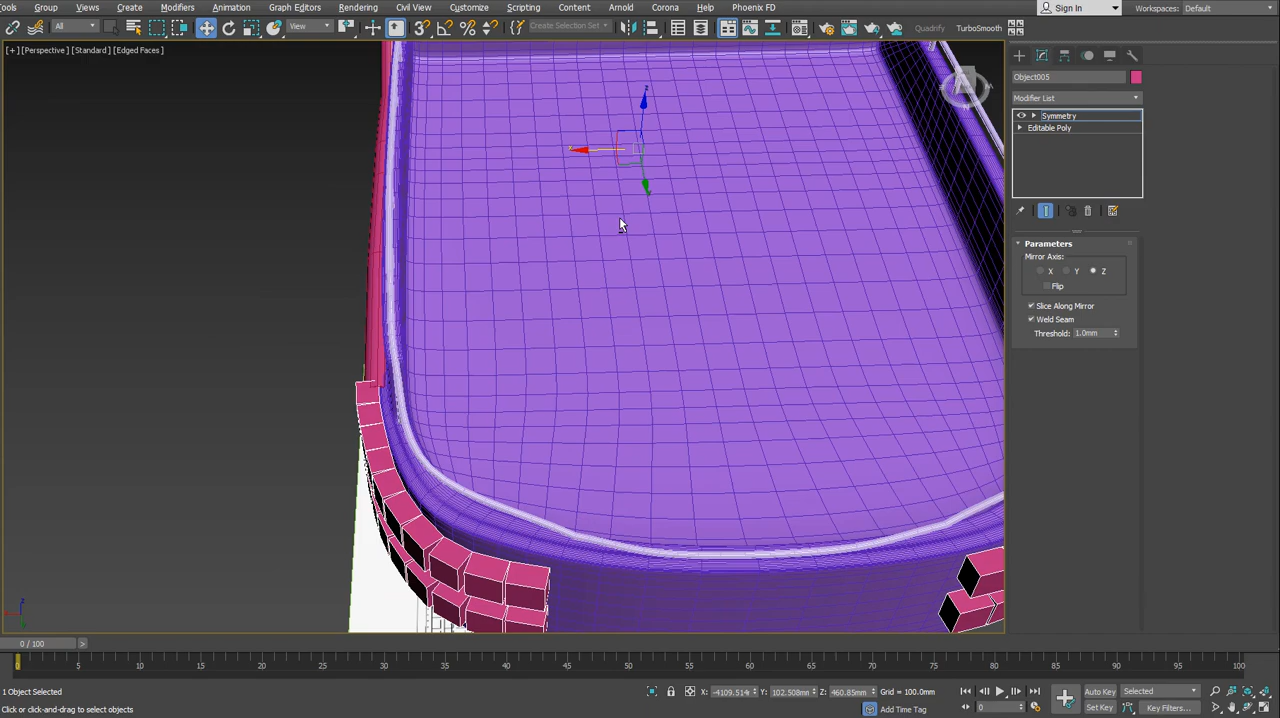 Tools Group Views Create Modifiers Animation Graph Editors Rendering Civil View Customize Scripting Content Arnold Corona Help Phoenix FD Sign In Workspaces: Default
All View Create Selection Set Quadrify TurboSmooth
[+] [Perspective] [Standard] [Edged Faces]
Object005
Modifier List
Symmetry
Editable Poly
Parameters
Mirror Axis:
X Y Z
Flip
Slice Along Mirror
Weld Seam
Threshold: 1.0mm
0 / 100
0 5 10 15 20 25 30 35 40 45 50 55 60 65 70 75 80 85 90 95 100
1 Object Selected X: -4109.514m Y: 102.508mm Z: 460.85mm Grid = 100.0mm Auto Key Selected
Click or click-and-drag to select objects Add Time Tag 0 Set Key Key Filters...